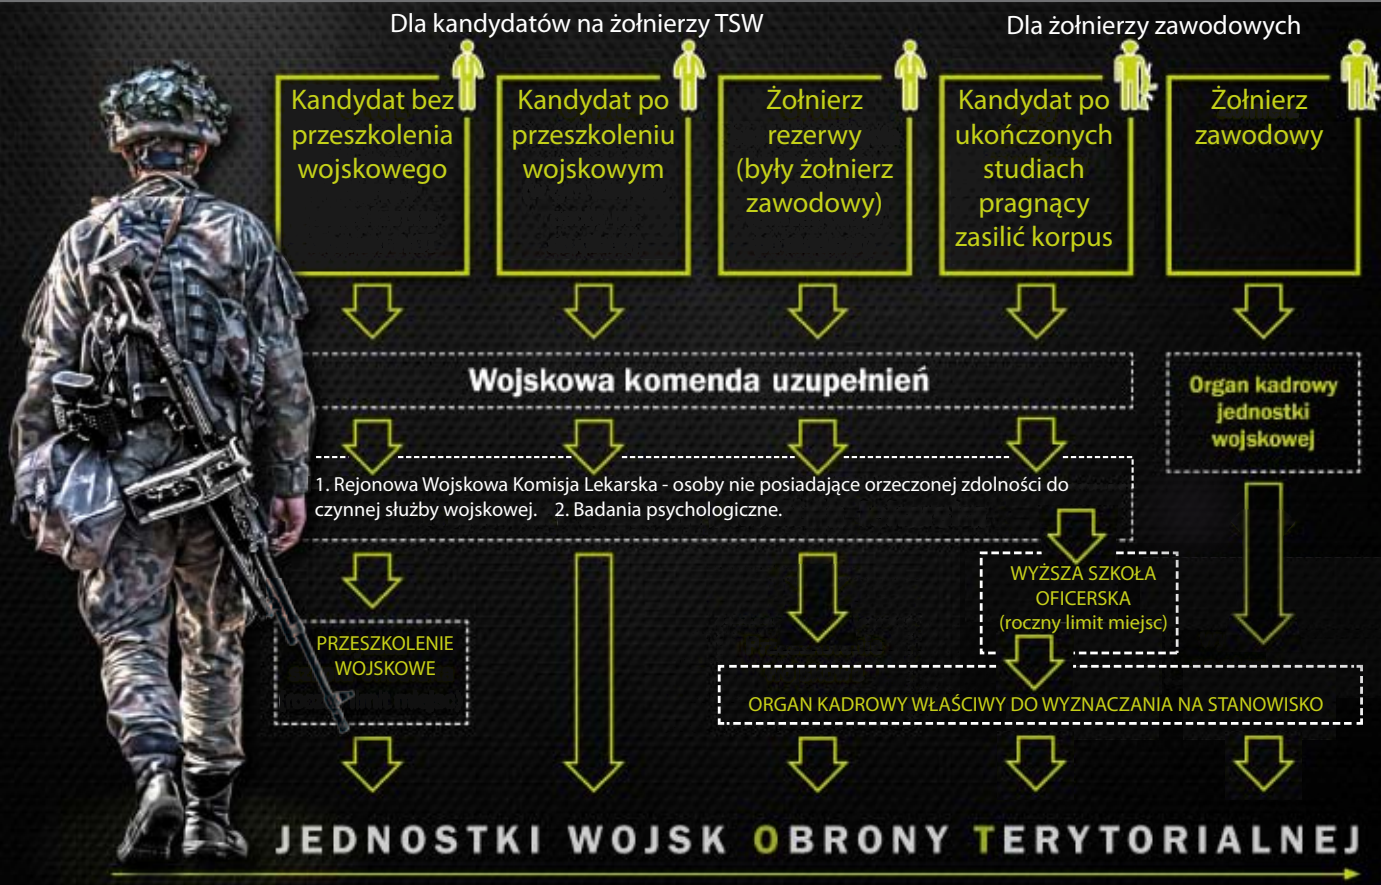 Dla kandydatów na żołnierzy TSW
Dla żołnierzy zawodowych
Kandydat bez
przeszkolenia
wojskowego
Kandydat po
przeszkoleniu
wojskowym
Żołnierz
rezerwy
(były żołnierz
zawodowy)
Kandydat po
ukończonych
studiach
pragnący
zasilić korpus
Żołnierz
zawodowy
Wojskowa komenda uzupełnień
Organ kadrowy
jednostki
wojskowej
1. Rejonowa Wojskowa Komisja Lekarska - osoby nie posiadające orzeczonej zdolności do
czynnej służby wojskowej. 2. Badania psychologiczne.
WYŻSZA SZKOŁA
OFICERSKA
(roczny limit miejsc)
PRZESZKOLENIE
WOJSKOWE
ORGAN KADROWY WŁAŚCIWY DO WYZNACZANIA NA STANOWISKO
JEDNOSTKI WOJSK OBRONY TERYTORIALNEJ